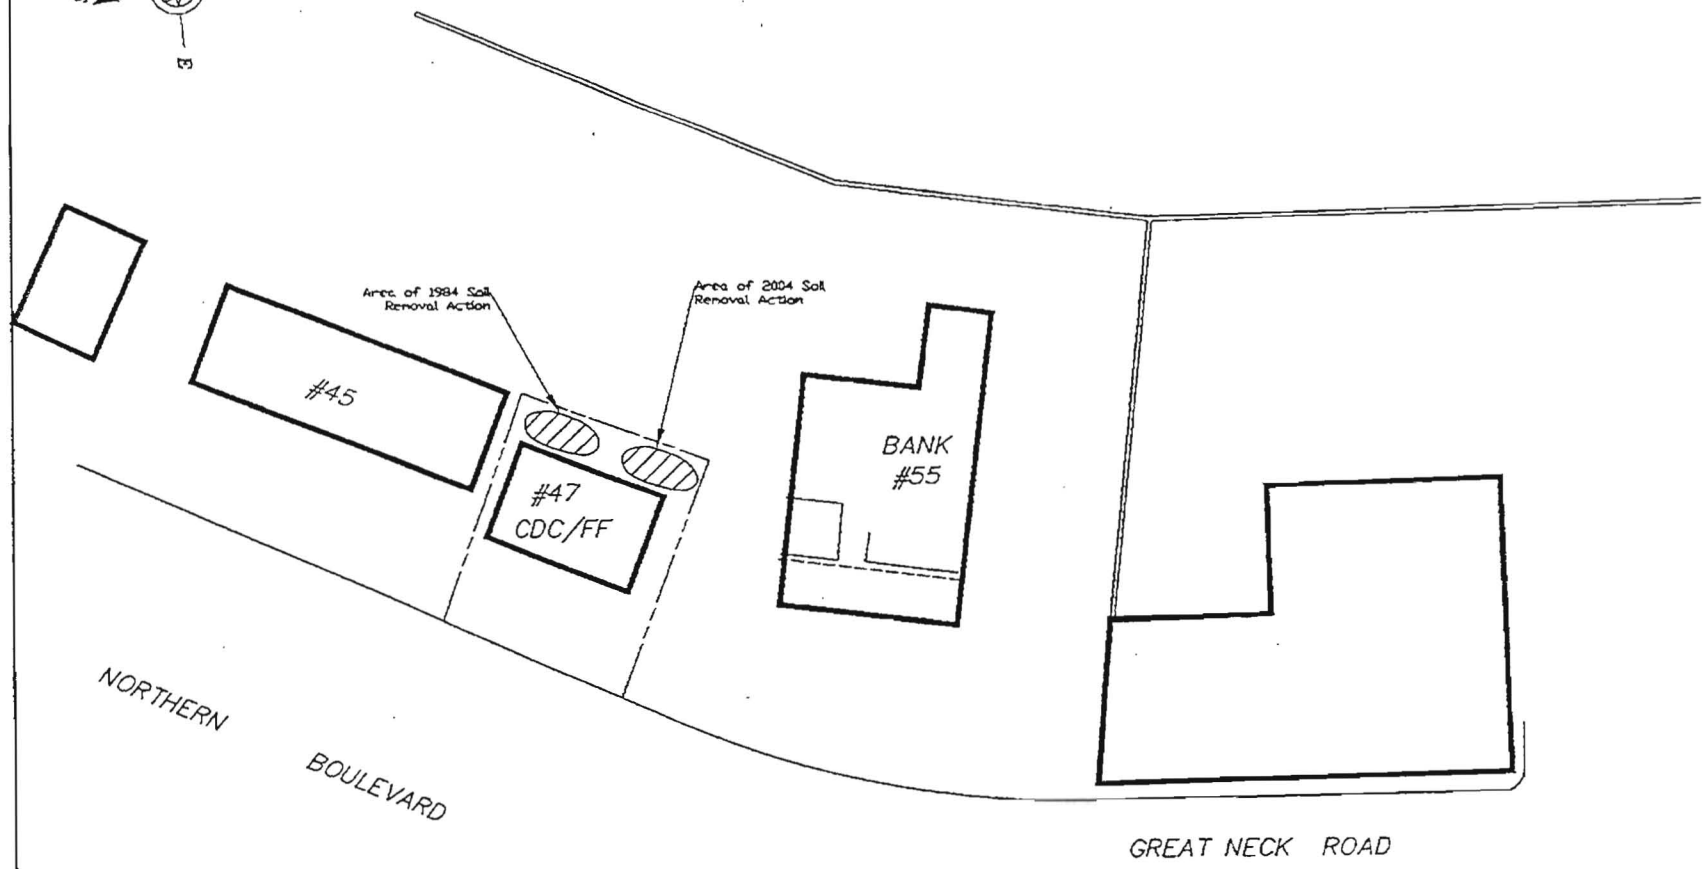 E
Area of 1984 Soil
Removal Action
Area of 2004 Soil
Removal Action
#45
#47
CDC/FF
BANK
#55
NORTHERN
BOULEVARD
GREAT NECK ROAD